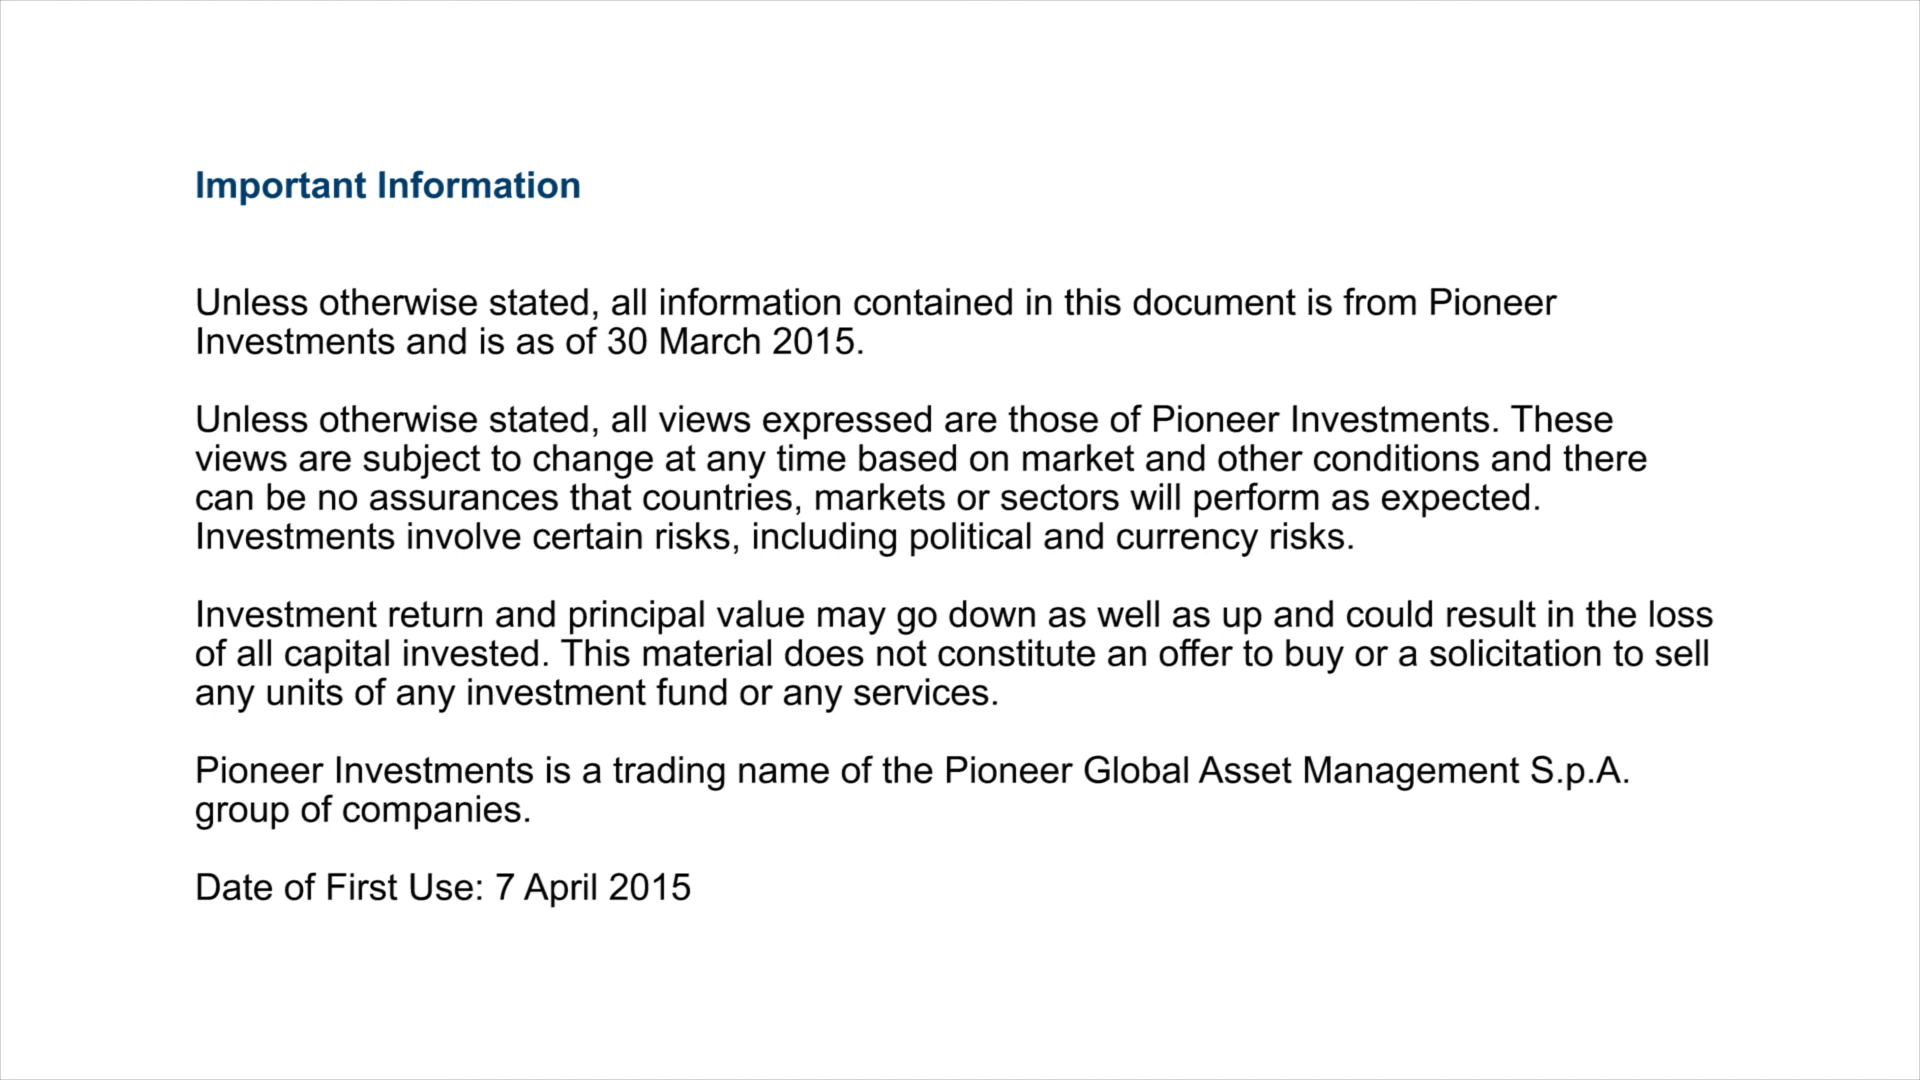 Important Information
Unless otherwise stated, all information contained in this document is from Pioneer
Investments and is as of 30 March 2015.
Unless otherwise stated, all views expressed are those of Pioneer Investments. These
views are subject to change at any time based on market and other conditions and there
can be no assurances that countries, markets or sectors will perform as expected.
Investments involve certain risks, including political and currency risks.
Investment return and principal value may go down as well as up and could result in the loss
of all capital invested. This material does not constitute an offer to buy or a solicitation to sell
any units of any investment fund or any services.
Pioneer Investments is a trading name of the Pioneer Global Asset Management S.p.A.
group of companies.
Date of First Use: 7 April 2015